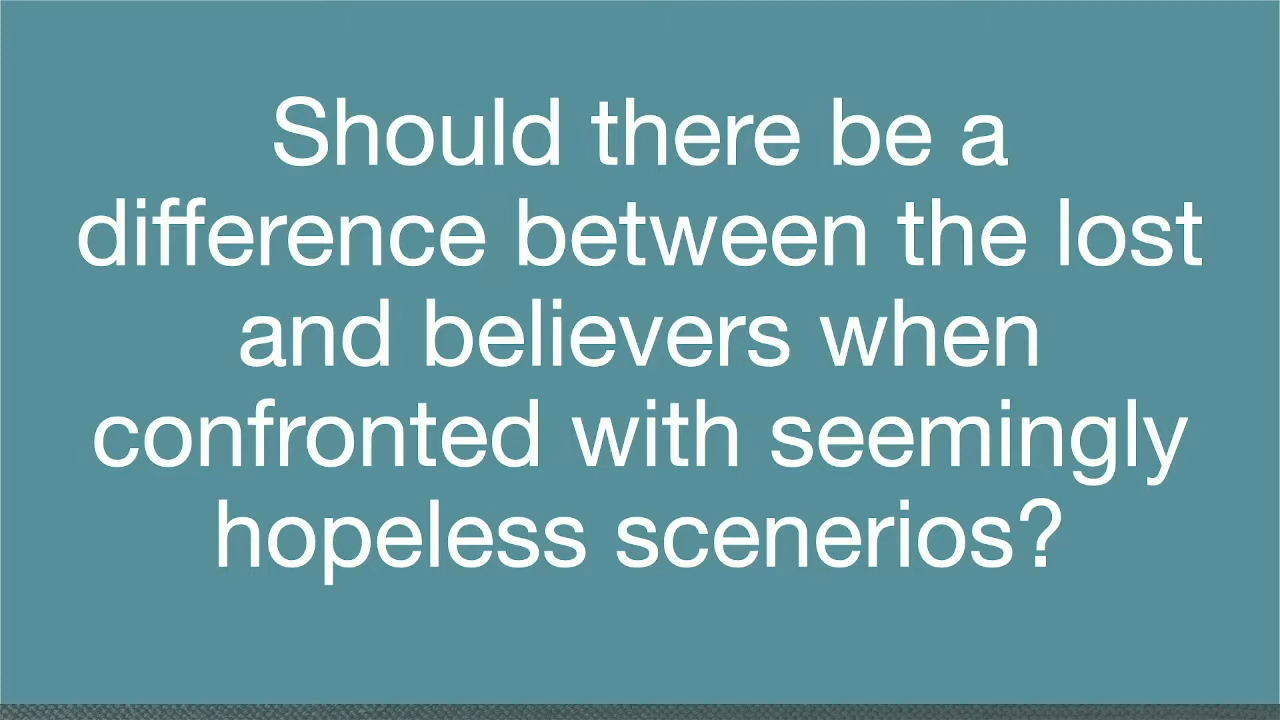 Should there be a
difference between the lost
and believers when
confronted with seemingly
hopeless scenerios?